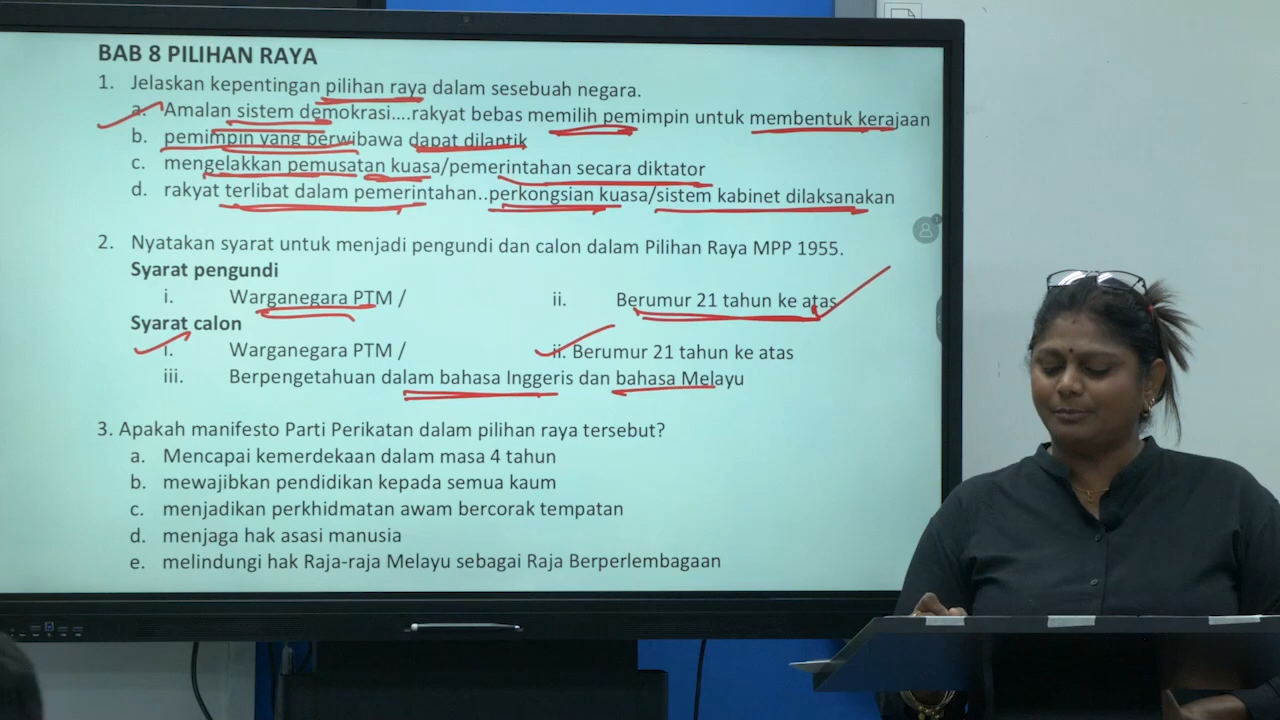 BAB 8 PILIHAN RAYA
1. Jelaskan kepentingan pilihan raya dalam sesebuah negara.
a. Amalan sistem demokrasi....rakyat bebas memilih pemimpin untuk membentuk kerajaan
b. pemimpin yang berwibawa dapat dilantik
c. mengelakkan pemusatan kuasa/pemerintahan secara diktator
d. rakyat terlibat dalam pemerintahan..perkongsian kuasa/sistem kabinet dilaksanakan
2. Nyatakan syarat untuk menjadi pengundi dan calon dalam Pilihan Raya MPP 1955.
Syarat pengundi
i. Warganegara PTM / ii. Berumur 21 tahun ke atas
Syarat calon
i. Warganegara PTM / ii. Berumur 21 tahun ke atas
iii. Berpengetahuan dalam bahasa Inggeris dan bahasa Melayu
3. Apakah manifesto Parti Perikatan dalam pilihan raya tersebut?
a. Mencapai kemerdekaan dalam masa 4 tahun
b. mewajibkan pendidikan kepada semua kaum
c. menjadikan perkhidmatan awam bercorak tempatan
d. menjaga hak asasi manusia
e. melindungi hak Raja-raja Melayu sebagai Raja Berperlembagaan